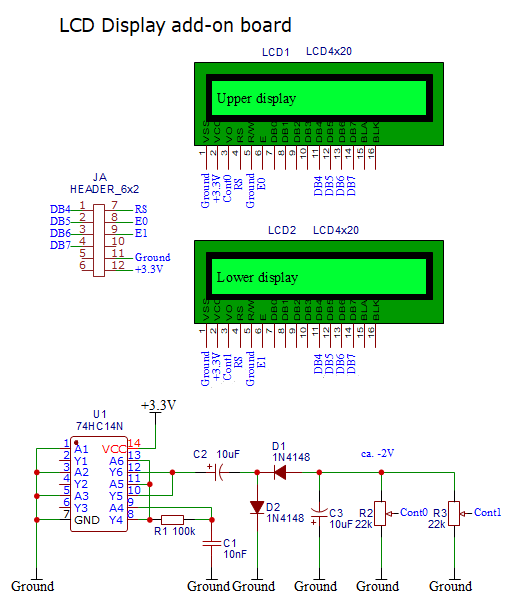 LCD Display add-on board
LCD1 LCD4x20
Upper display
VSS VCC VO RS R/W E DB0 DB1 DB2 DB3 DB4 DB5 DB6 DB7 BLA BLK
1 2 3 4 5 6 7 8 9 10 11 12 13 14 15 16
Ground +3.3V Cont0 RS Ground E0 DB4 DB5 DB6 DB7
JA
HEADER_6x2
DB4 1 7 RS
DB5 2 8 E0
DB6 3 9 E1
DB7 4 10
5 11 Ground
6 12 +3.3V
LCD2 LCD4x20
Lower display
VSS VCC VO RS R/W E DB0 DB1 DB2 DB3 DB4 DB5 DB6 DB7 BLA BLK
1 2 3 4 5 6 7 8 9 10 11 12 13 14 15 16
Ground +3.3V Cont1 RS Ground E1 DB4 DB5 DB6 DB7
+3.3V
U1
74HC14N
1 A1 VCC 14
2 Y1 A6 13
3 A2 Y6 12
4 Y2 A5 11
5 A3 Y5 10
6 Y3 A4 9
7 GND Y4 8
C2 10uF
D1
1N4148
ca. -2V
D2
1N4148
C3
10uF
R2
22k
Cont0
R3
22k
Cont1
R1 100k
C1
10nF
Ground Ground Ground Ground Ground Ground